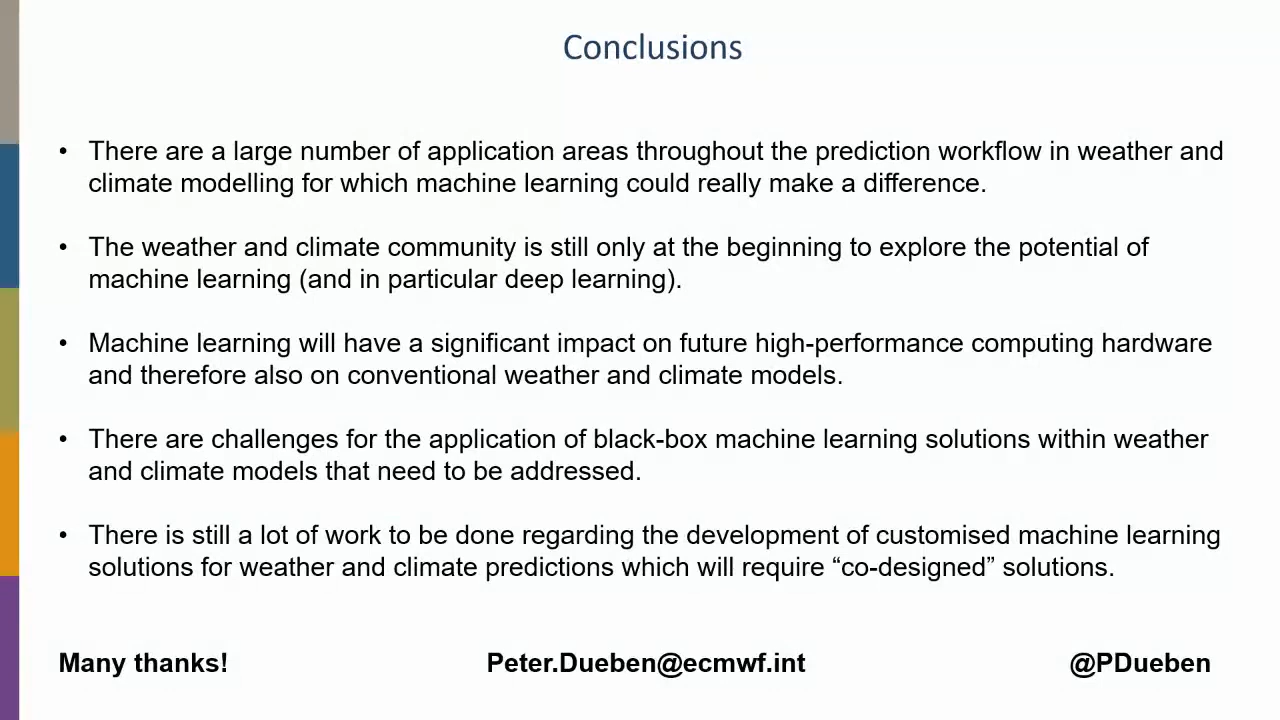 Conclusions
• There are a large number of application areas throughout the prediction workflow in weather and
climate modelling for which machine learning could really make a difference.
• The weather and climate community is still only at the beginning to explore the potential of
machine learning (and in particular deep learning).
• Machine learning will have a significant impact on future high-performance computing hardware
and therefore also on conventional weather and climate models.
• There are challenges for the application of black-box machine learning solutions within weather
and climate models that need to be addressed.
• There is still a lot of work to be done regarding the development of customised machine learning
solutions for weather and climate predictions which will require “co-designed” solutions.
Many thanks! Peter.Dueben@ecmwf.int @PDueben